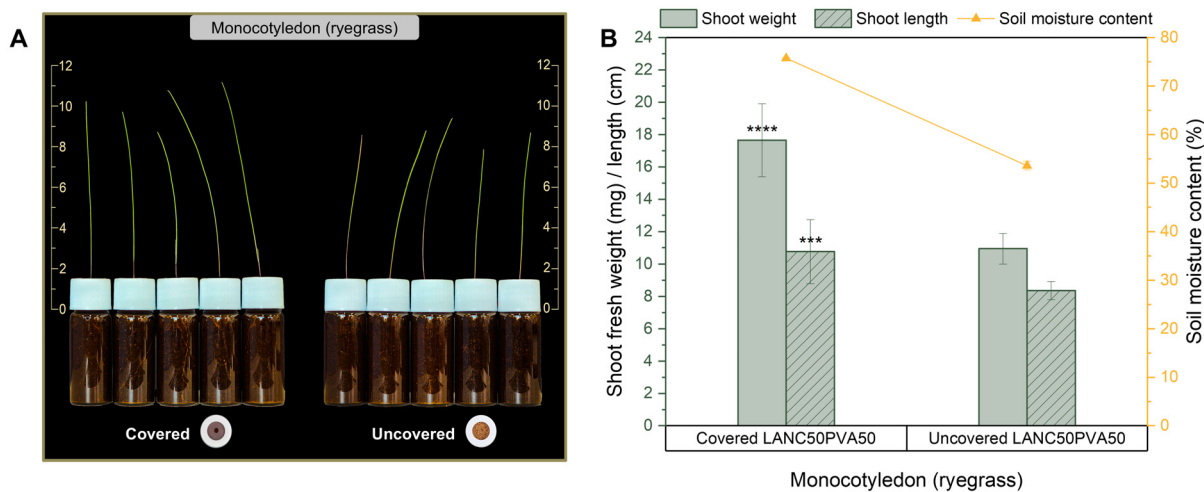 A
Monocotyledon (ryegrass)
12
10
8
6
4
2
0
12
10
8
6
4
2
0
Covered
Uncovered
B
Shoot weight
Shoot length
Soil moisture content
Shoot fresh weight (mg) / length (cm)
24
22
20
18
16
14
12
10
8
6
4
2
0
****
***
80
70
60
50
40
30
20
10
0
Soil moisture content (%)
Covered LANC50PVA50
Uncovered LANC50PVA50
Monocotyledon (ryegrass)